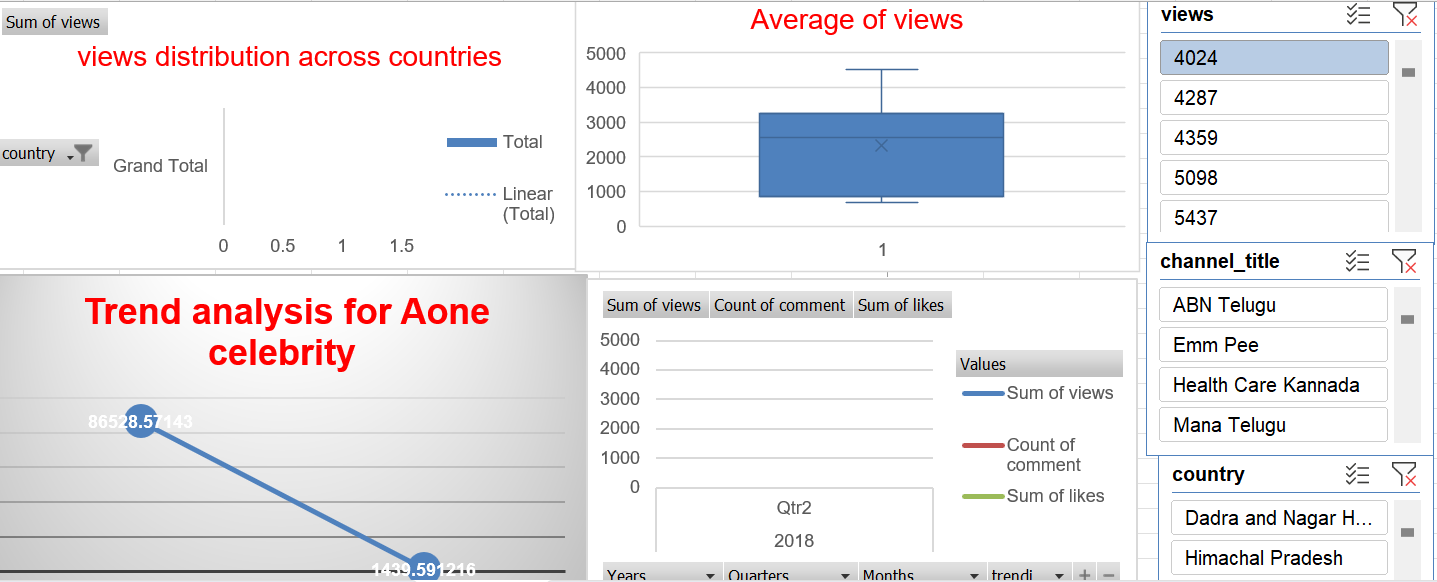 Sum of views
views distribution across countries
country
Grand Total
Total
Linear
(Total)
0 0.5 1 1.5
Average of views
5000
4000
3000
2000
1000
0
1
views
4024
4287
4359
5098
5437
channel_title
ABN Telugu
Emm Pee
Health Care Kannada
Mana Telugu
country
Dadra and Nagar H...
Himachal Pradesh
Trend analysis for Aone
celebrity
86528.57143
1439.591216
Sum of views Count of comment Sum of likes
5000
4000
3000
2000
1000
0
Qtr2
2018
Values
Sum of views
Count of
comment
Sum of likes
Years Quarters Months trendi